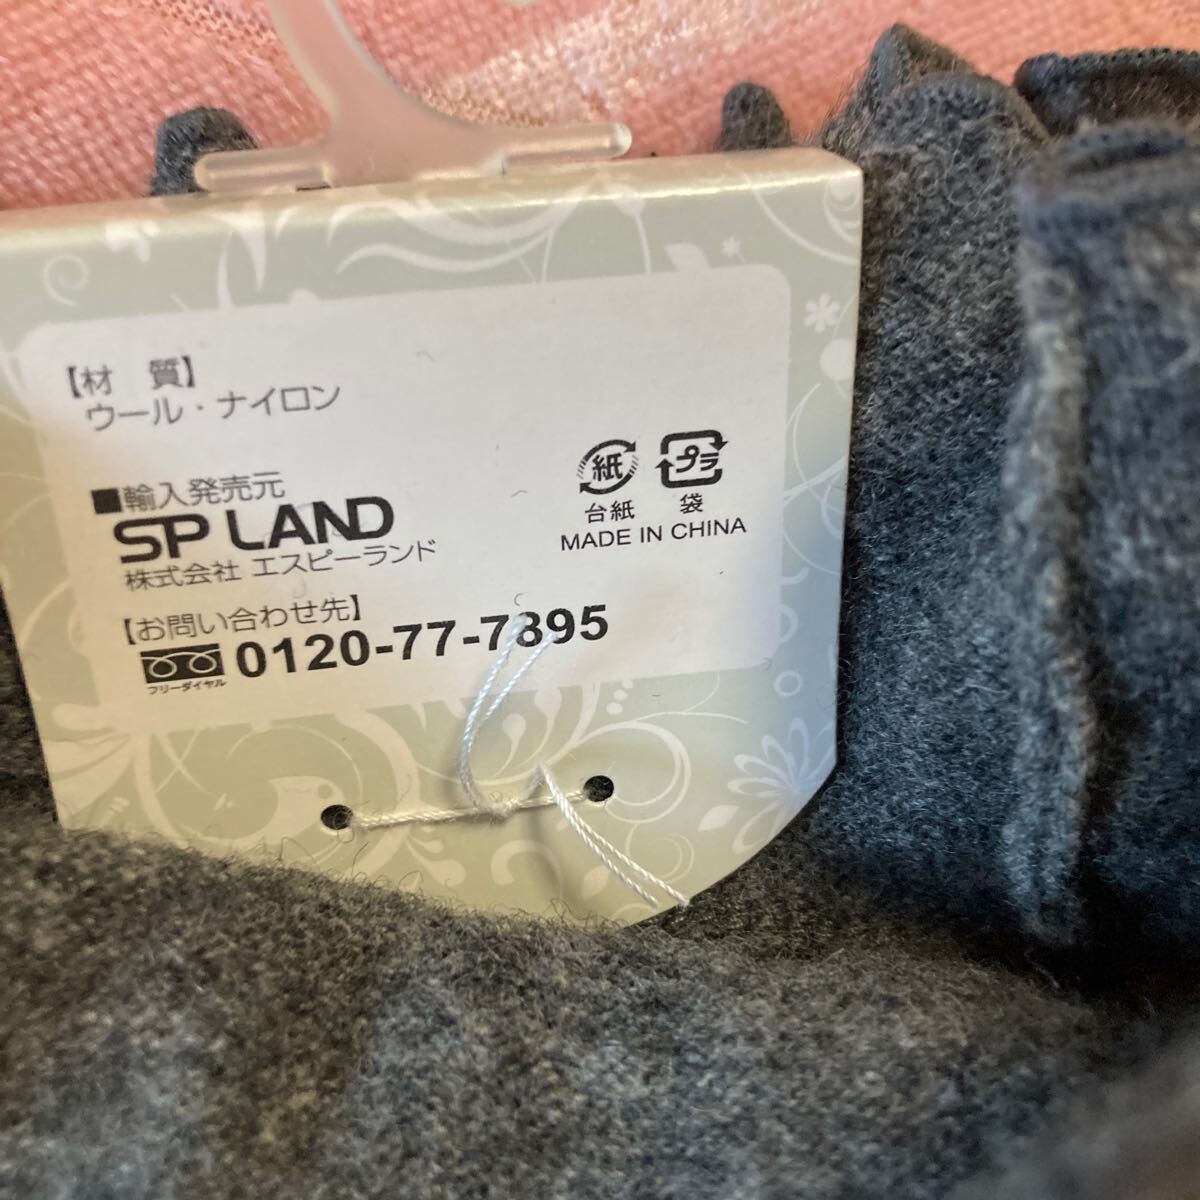 【材　質】
ウール・ナイロン
■輸入発売元
SP LAND
株式会社 エスピーランド
【お問い合わせ先】
フリーダイヤル 0120-77-7895
紙 プラ
台紙 袋
MADE IN CHINA